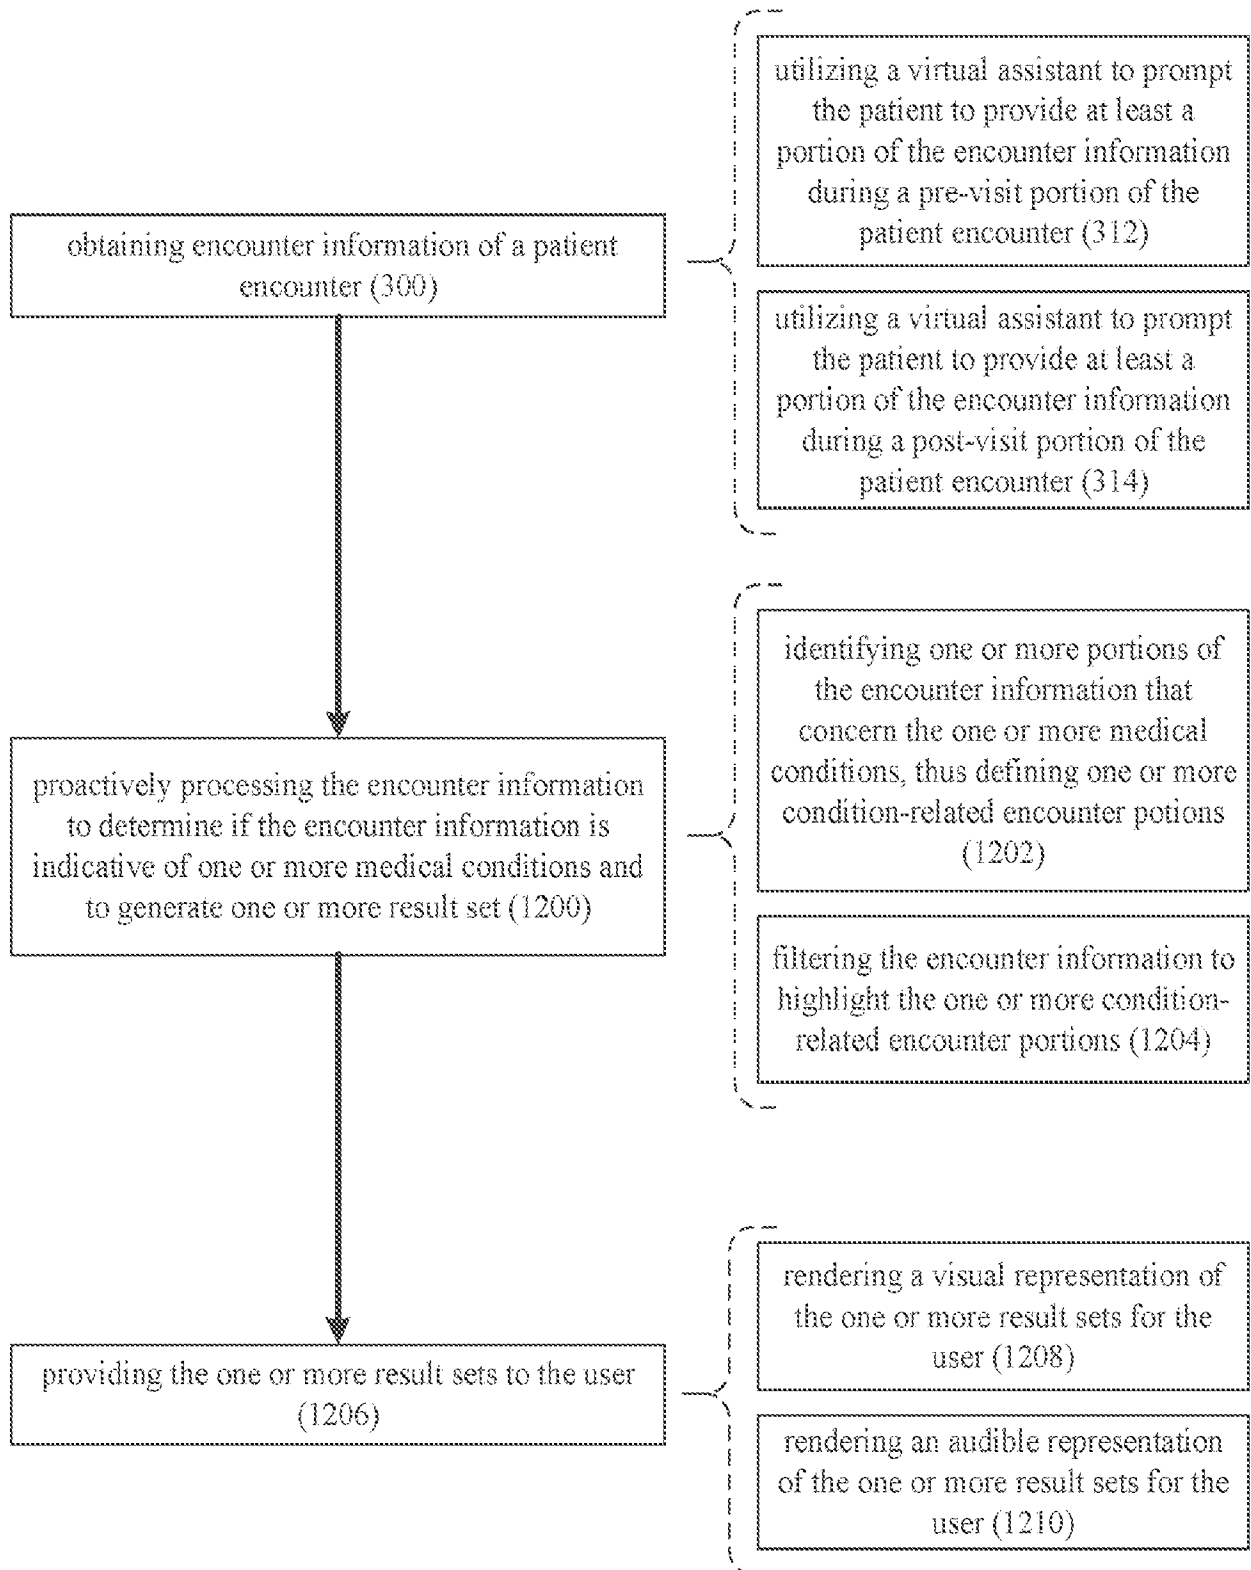 obtaining encounter information of a patient
encounter (300)
utilizing a virtual assistant to prompt
the patient to provide at least a
portion of the encounter information
during a pre-visit portion of the
patient encounter (312)
utilizing a virtual assistant to prompt
the patient to provide at least a
portion of the encounter information
during a post-visit portion of the
patient encounter (314)
proactively processing the encounter information
to determine if the encounter information is
indicative of one or more medical conditions and
to generate one or more result set (1200)
identifying one or more portions of
the encounter information that
concern the one or more medical
conditions, thus defining one or more
condition-related encounter potions
(1202)
filtering the encounter information to
highlight the one or more condition-
related encounter portions (1204)
providing the one or more result sets to the user
(1206)
rendering a visual representation of
the one or more result sets for the
user (1208)
rendering an audible representation
of the one or more result sets for the
user (1210)